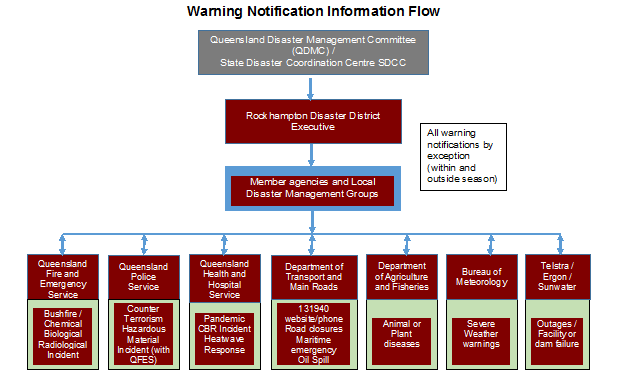 Warning Notification Information Flow
Queensland Disaster Management Committee
(QDMC) /
State Disaster Coordination Centre SDCC
Rockhampton Disaster District
Executive
All warning
notifications by
exception
(within and
outside season)
Member agencies and Local
Disaster Management Groups
Queensland
Fire and
Emergency
Service
Queensland
Police
Service
Queensland
Health and
Hospital
Service
Department of
Transport and
Main Roads
Department
of Agriculture
and Fisheries
Bureau of
Meteorology
Telstra /
Ergon /
Sunwater
Bushfire /
Chemical
Biological
Radiological
Incident
Counter
Terrorism
Hazardous
Material
Incident (with
QFES)
Pandemic
CBR Incident
Heatwave
Response
131940
website/phone
Road closures
Maritime
emergency
Oil Spill
Animal or
Plant
diseases
Severe
Weather
warnings
Outages /
Facility or
dam failure